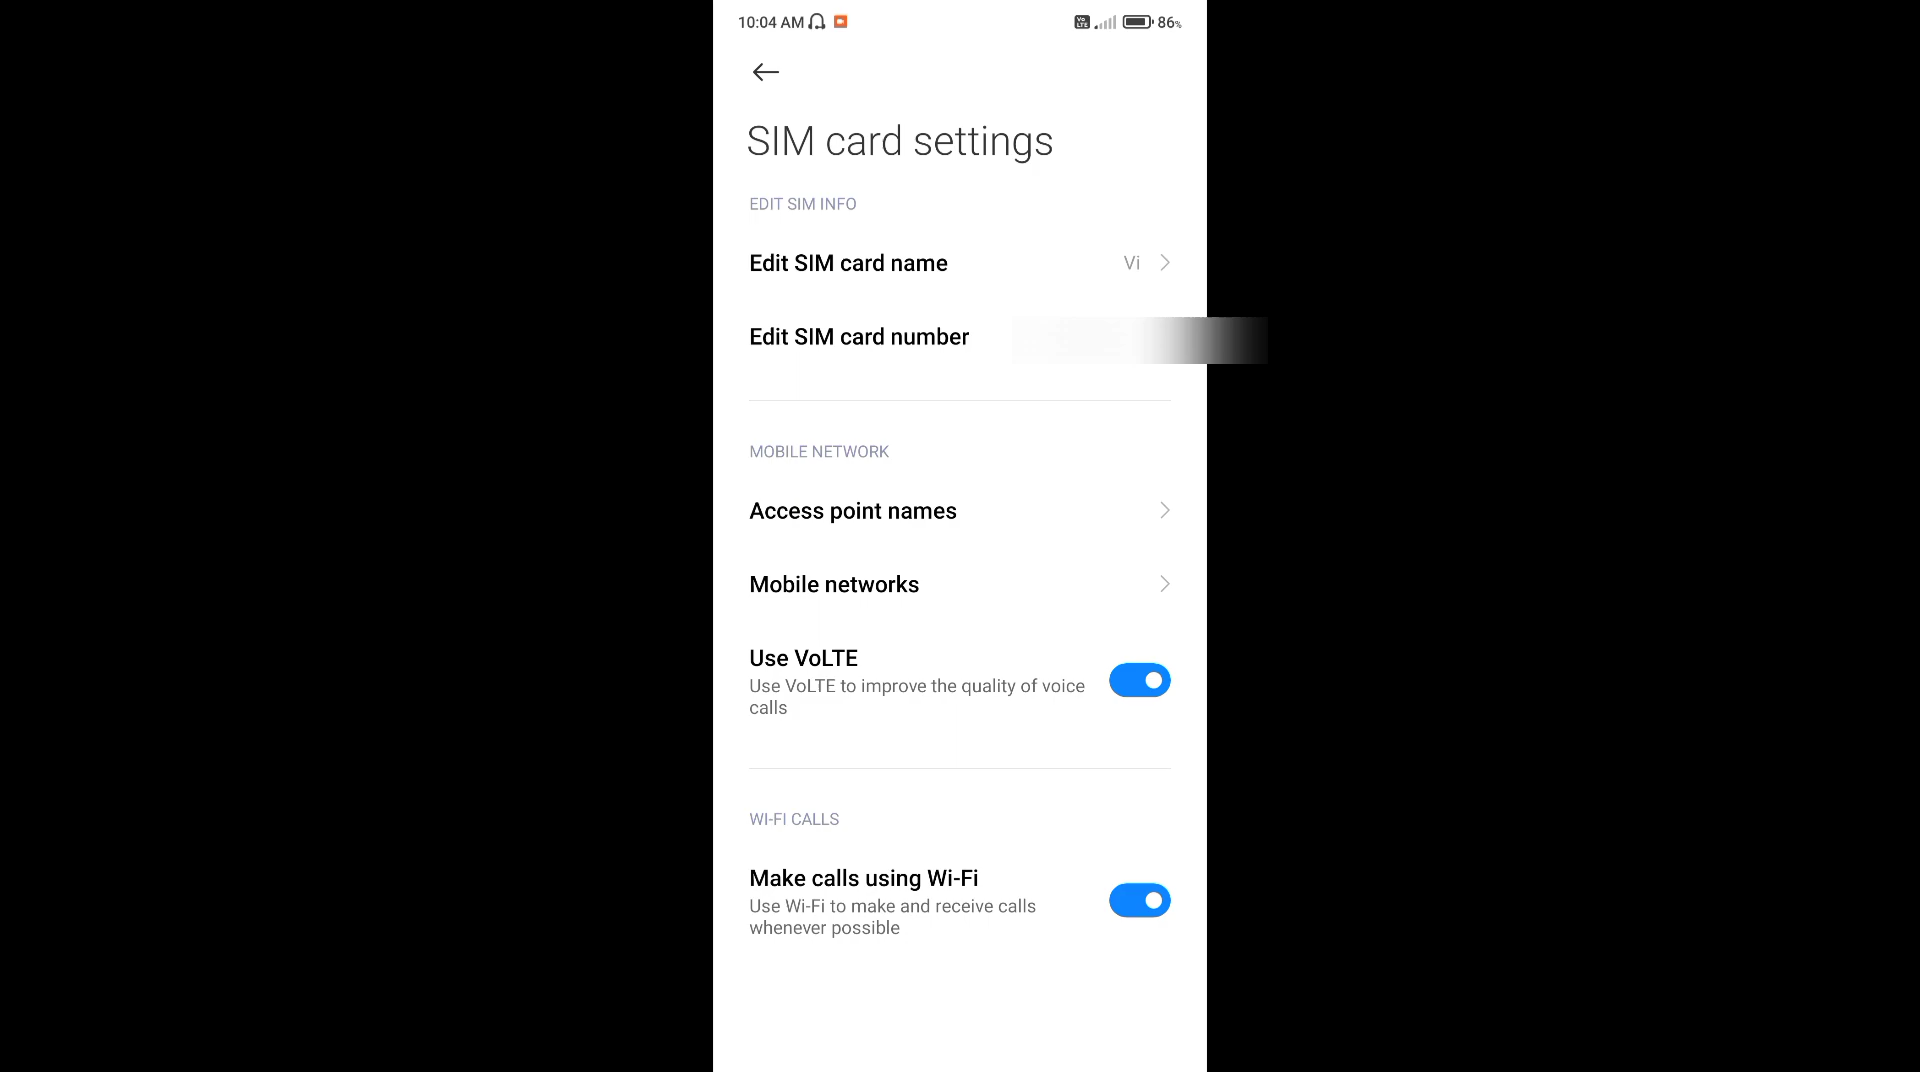 10:04 AM Vo LTE 86%
SIM card settings
EDIT SIM INFO
Edit SIM card name Vi
Edit SIM card number
MOBILE NETWORK
Access point names
Mobile networks
Use VoLTE
Use VoLTE to improve the quality of voice
calls
WI-FI CALLS
Make calls using Wi-Fi
Use Wi-Fi to make and receive calls
whenever possible